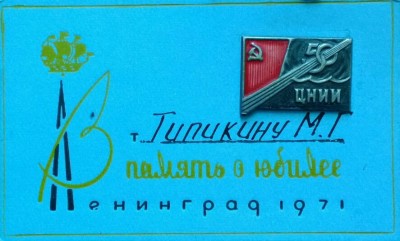 50
ЦНИИ
т. Типикину М.Г
В память о юбилее
Ленинград 1971